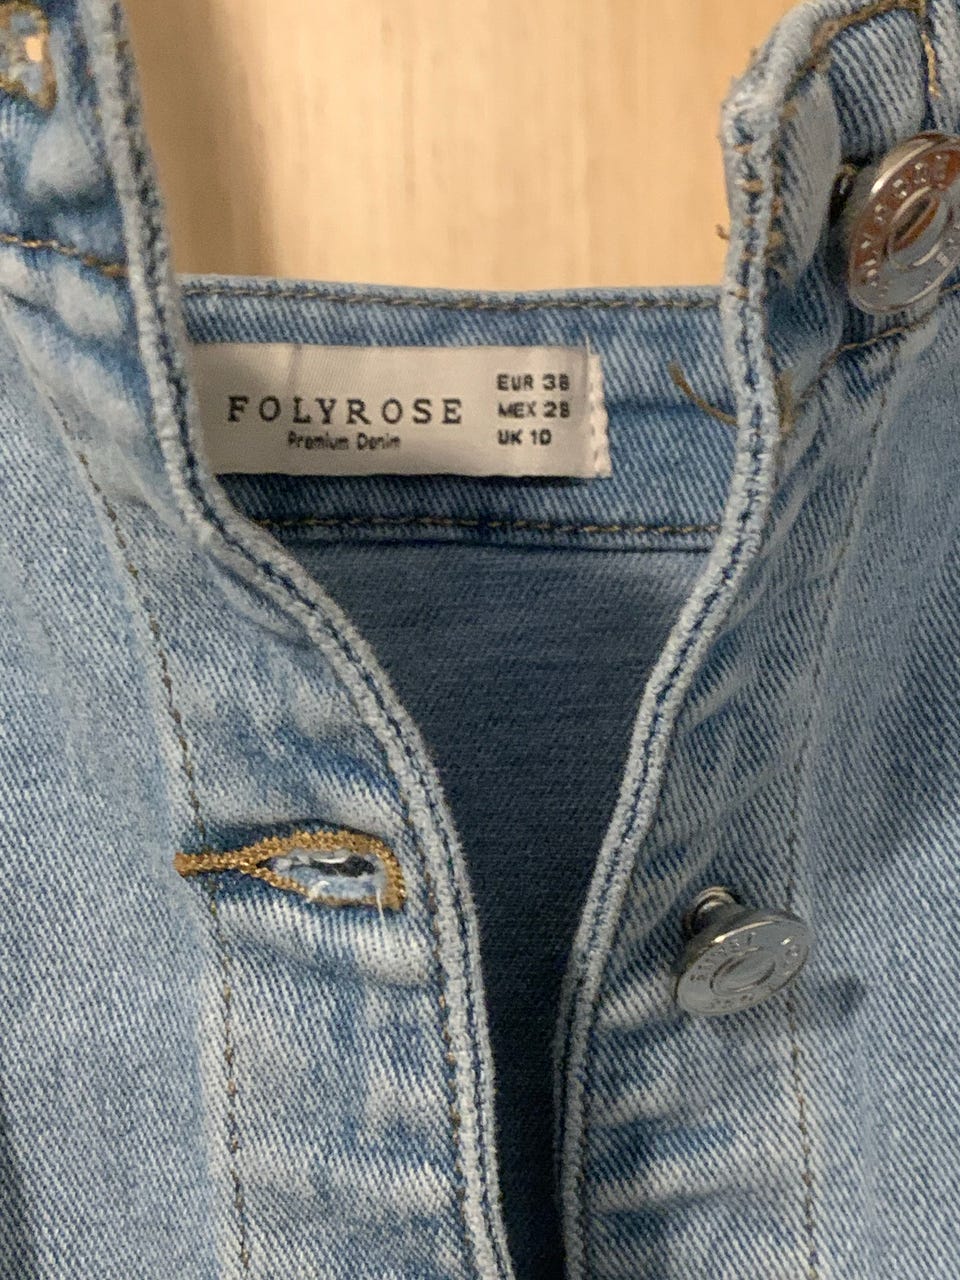 FOLYROSE
Premium Denim
EUR 38
MEX 28
UK 10